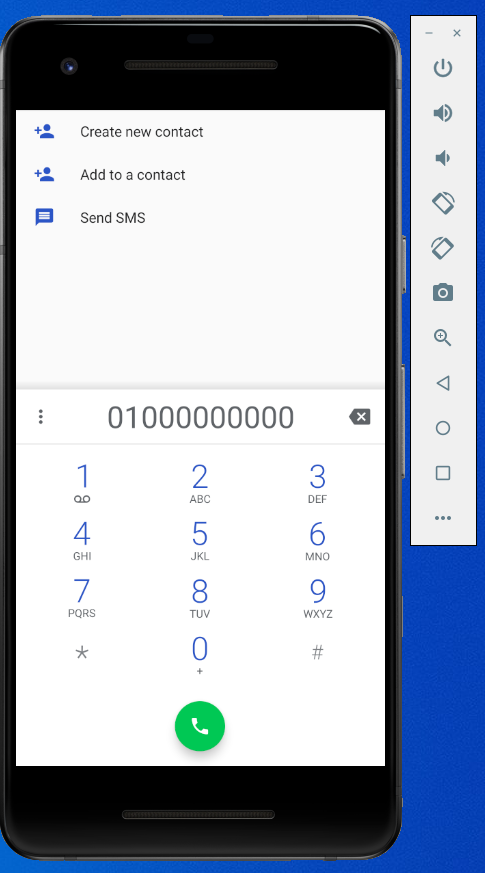 Create new contact
Add to a contact
Send SMS
01000000000
1 2 3
ABC DEF
4 5 6
GHI JKL MNO
7 8 9
PQRS TUV WXYZ
* 0 #
+